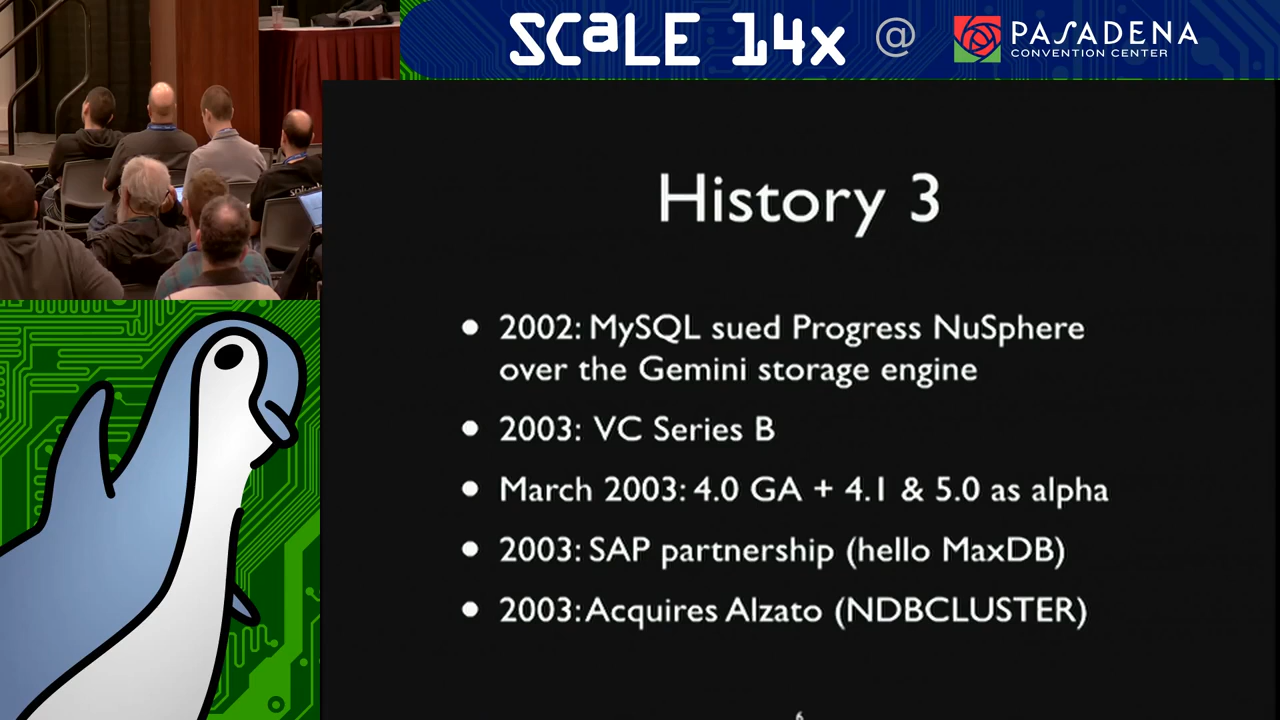 SCaLE 14x @ PASADENA
CONVENTION CENTER
History 3
• 2002: MySQL sued Progress NuSphere
over the Gemini storage engine
• 2003: VC Series B
• March 2003: 4.0 GA + 4.1 & 5.0 as alpha
• 2003: SAP partnership (hello MaxDB)
• 2003: Acquires Alzato (NDBCLUSTER)
6